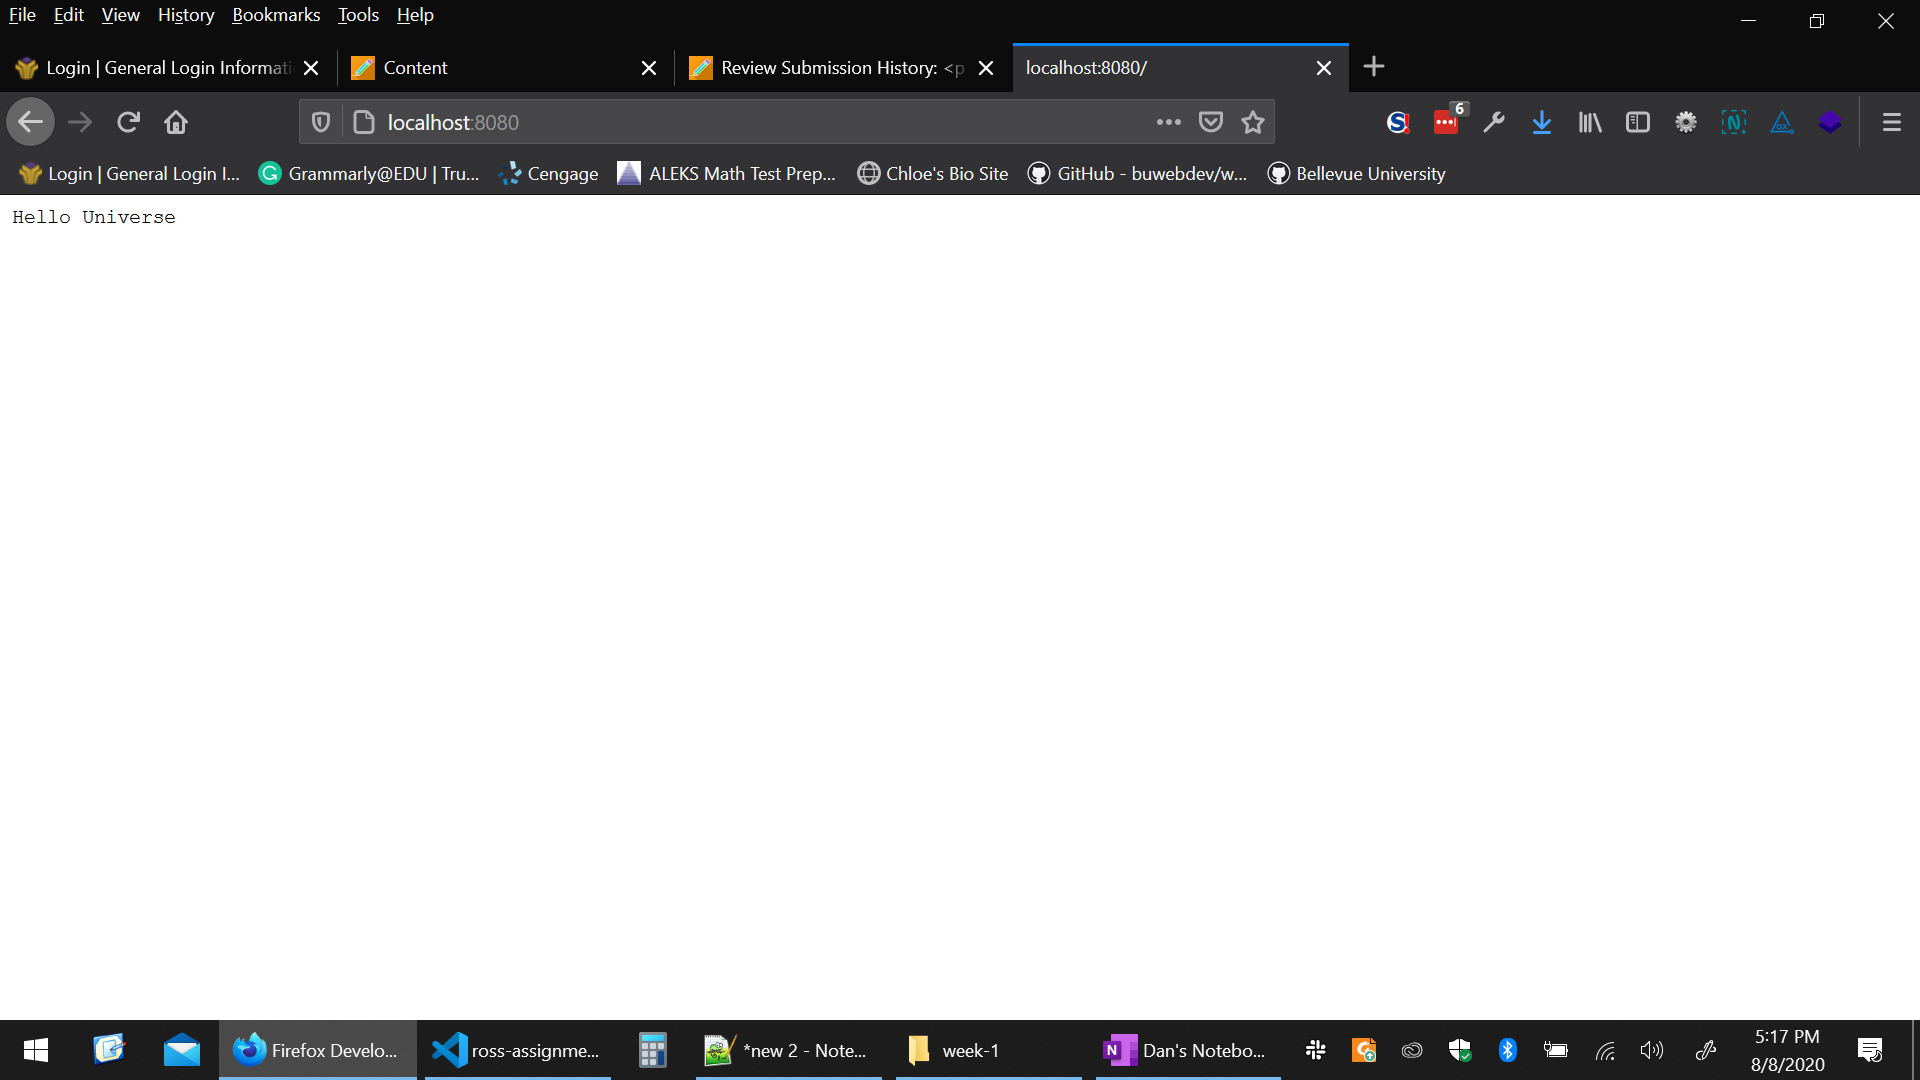 File Edit View History Bookmarks Tools Help
Login | General Login Informati
Content
Review Submission History: <p
localhost:8080/
localhost:8080
6
Login | General Login I...
Grammarly@EDU | Tru...
Cengage
ALEKS Math Test Prep...
Chloe's Bio Site
GitHub - buwebdev/w...
Bellevue University
Hello Universe
Firefox Develo...
ross-assignme...
*new 2 - Note...
week-1
Dan's Notebo...
5:17 PM
8/8/2020